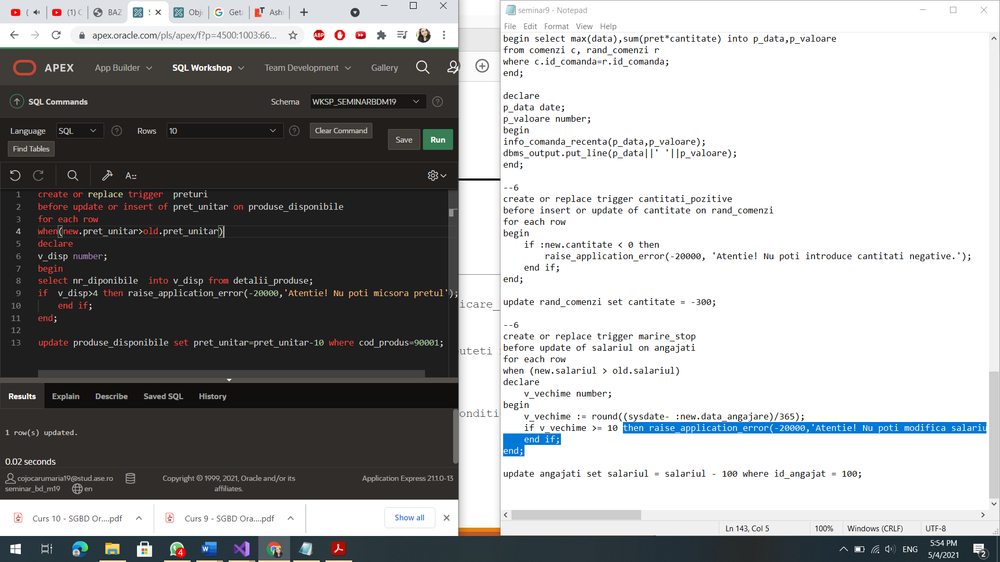 (
(1) C
BAZ
S
Obje
Geta
Ashr
apex.oracle.com/pls/apex/f?p=4500:1003:66...
ABP
APEX
App Builder
SQL Workshop
Team Development
Gallery
SQL Commands
Schema
WKSP_SEMINARBDM19
Language
SQL
Rows
10
Clear Command
Save
Run
Find Tables
1 create or replace trigger  preturi
2 before update or insert of pret_unitar on produse_disponibile
3 for each row
4 when(new.pret_unitar>old.pret_unitar)
5 declare
6 v_disp number;
7 begin
8 select nr_diponibile  into v_disp from detalii_produse;
9 if  v_disp>4 then raise_application_error(-20000,'Atentie! Nu poti micsora pretul');
10     end if;
11 end;
12
13 update produse_disponibile set pret_unitar=pret_unitar-10 where cod_produs=90001;
Results
Explain
Describe
Saved SQL
History
1 row(s) updated.
0.02 seconds
cojocarumaria19@stud.ase.ro
seminar_bd_m19
en
Copyright © 1999, 2021, Oracle and/or its
affiliates.
Application Express 21.1.0-13
Curs 10 - SGBD Or....pdf
Curs 9 - SGBD Ora....pdf
Show all
icare_
uteti
onditi
seminar9 - Notepad
File Edit Format View Help
begin select max(data),sum(pret*cantitate) into p_data,p_valoare
from comenzi c, rand_comenzi r
where c.id_comanda=r.id_comanda;
end;
declare
p_data date;
p_valoare number;
begin
info_comanda_recenta(p_data,p_valoare);
dbms_output.put_line(p_data||' '||p_valoare);
end;
--6
create or replace trigger cantitati_pozitive
before insert or update of cantitate on rand_comenzi
for each row
begin
    if :new.cantitate < 0 then
        raise_application_error(-20000, 'Atentie! Nu poti introduce cantitati negative.');
    end if;
end;
update rand_comenzi set cantitate = -300;
--6
create or replace trigger marire_stop
before update of salariul on angajati
for each row
when (new.salariul > old.salariul)
declare
    v_vechime number;
begin
    v_vechime := round((sysdate- :new.data_angajare)/365);
    if v_vechime >= 10 then raise_application_error(-20000,'Atentie! Nu poti modifica salariu
    end if;
end;
update angajati set salariul = salariul - 100 where id_angajat = 100;
Ln 143, Col 5
100%
Windows (CRLF)
UTF-8
4
ENG
5:54 PM
5/4/2021
2